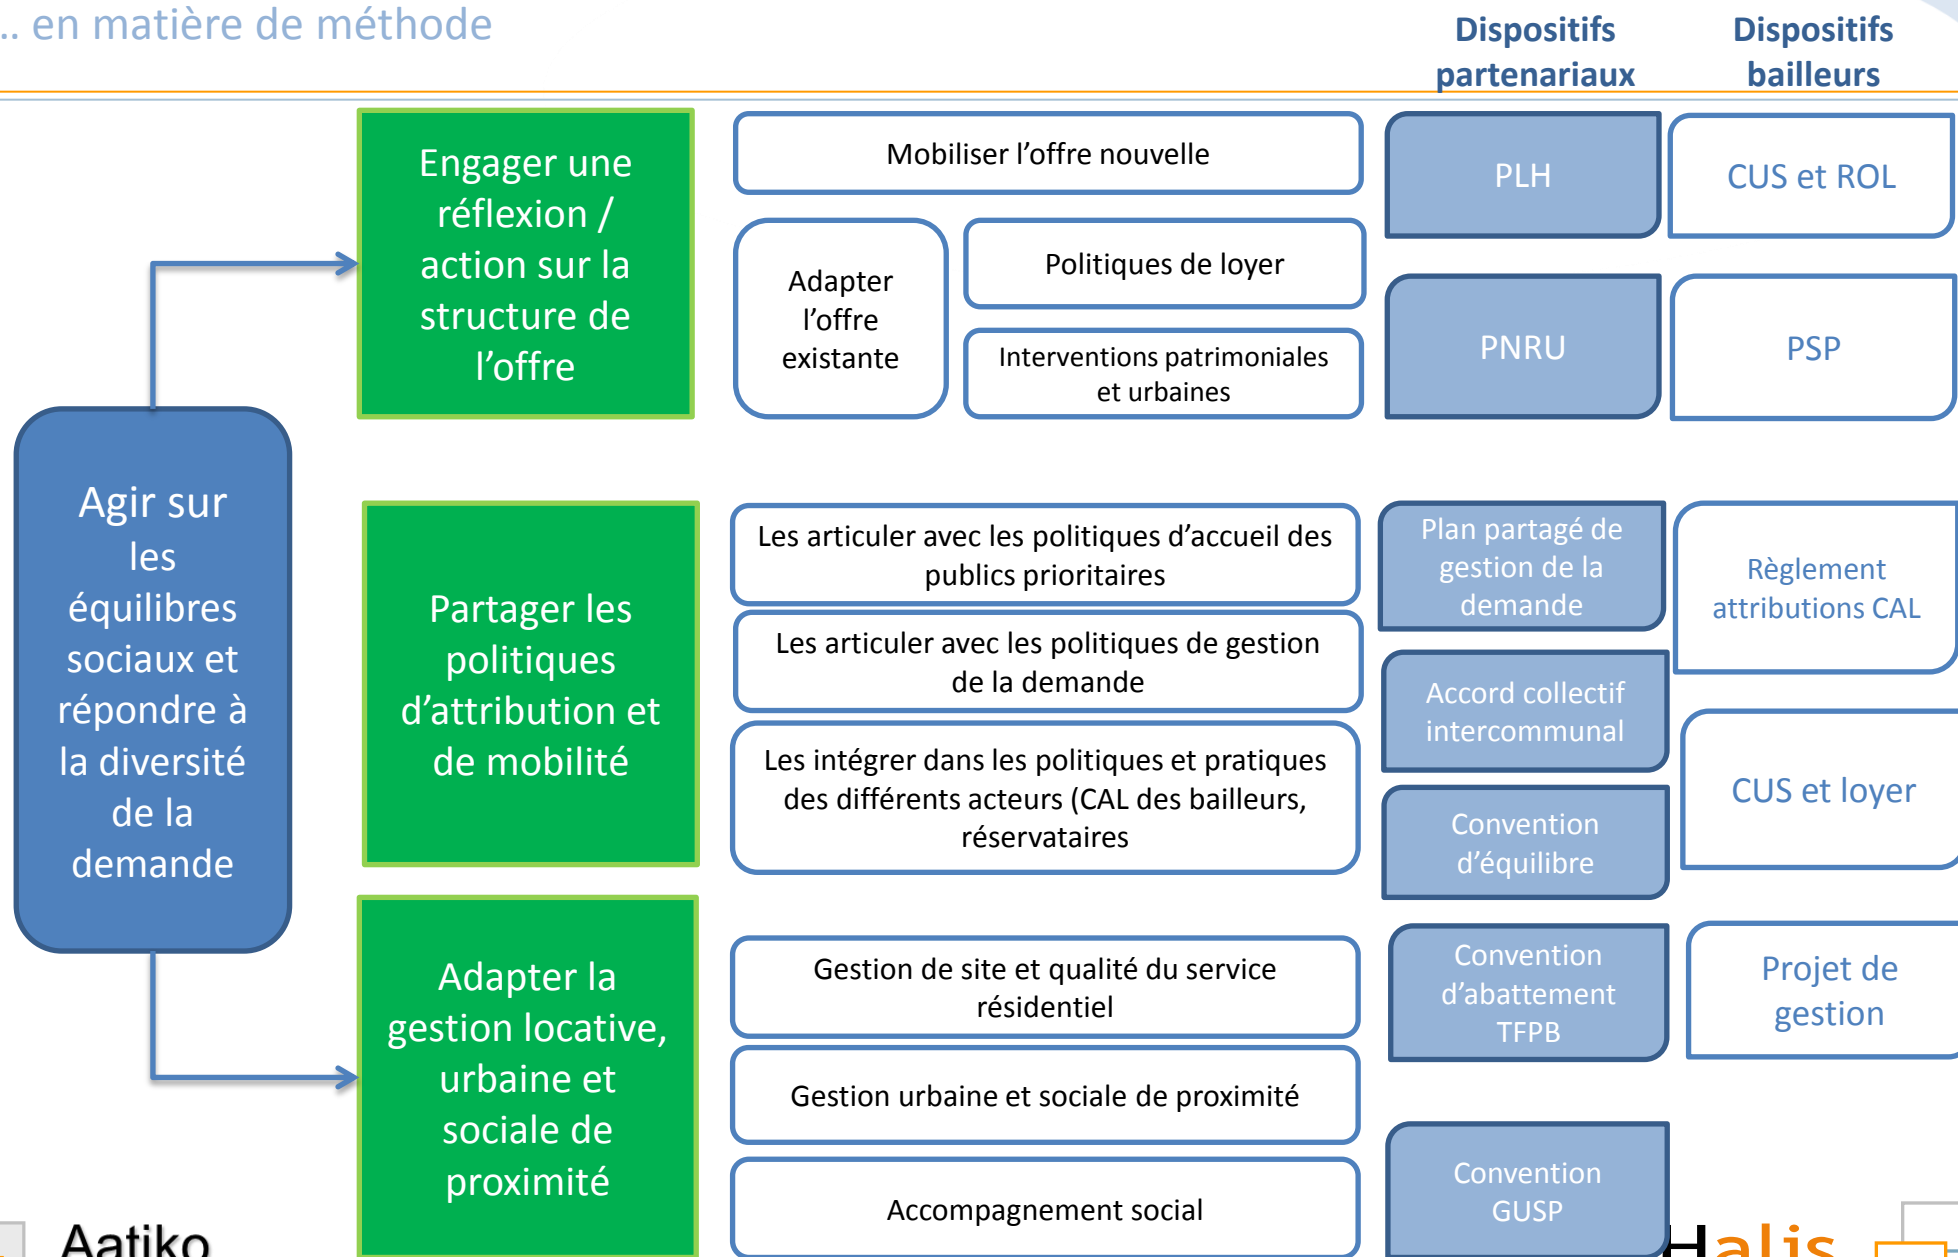 .. en matière de méthode
Dispositifs
partenariaux
Dispositifs
bailleurs
Agir sur
les
équilibres
sociaux et
répondre à
la diversité
de la
demande
Engager une
réflexion /
action sur la
structure de
l’offre
Mobiliser l’offre nouvelle
Adapter
l’offre
existante
Politiques de loyer
Interventions patrimoniales
et urbaines
PLH
CUS et ROL
PNRU
PSP
Partager les
politiques
d’attribution et
de mobilité
Les articuler avec les politiques d’accueil des
publics prioritaires
Les articuler avec les politiques de gestion
de la demande
Les intégrer dans les politiques et pratiques
des différents acteurs (CAL des bailleurs,
réservataires
Plan partagé de
gestion de la
demande
Accord collectif
intercommunal
Convention
d’équilibre
Règlement
attributions CAL
CUS et loyer
Adapter la
gestion locative,
urbaine et
sociale de
proximité
Gestion de site et qualité du service
résidentiel
Gestion urbaine et sociale de proximité
Accompagnement social
Convention
d’abattement
TFPB
Convention
GUSP
Projet de
gestion
Aatiko
Halis